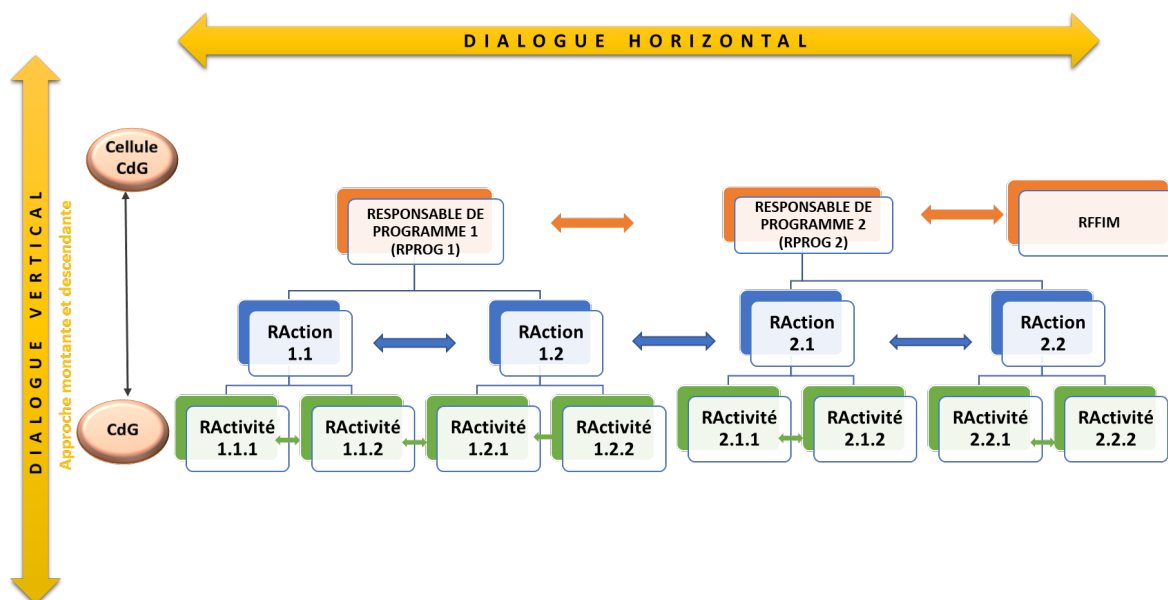 DIALOGUE HORIZONTAL
DIALOGUE VERTICAL
Approche montante et descendante
Cellule
CdG
CdG
RESPONSABLE DE
PROGRAMME 1
(RPROG 1)
RESPONSABLE DE
PROGRAMME 2
(RPROG 2)
RFFIM
RAction
1.1
RAction
1.2
RAction
2.1
RAction
2.2
RActivité
1.1.1
RActivité
1.1.2
RActivité
1.2.1
RActivité
1.2.2
RActivité
2.1.1
RActivité
2.1.2
RActivité
2.2.1
RActivité
2.2.2